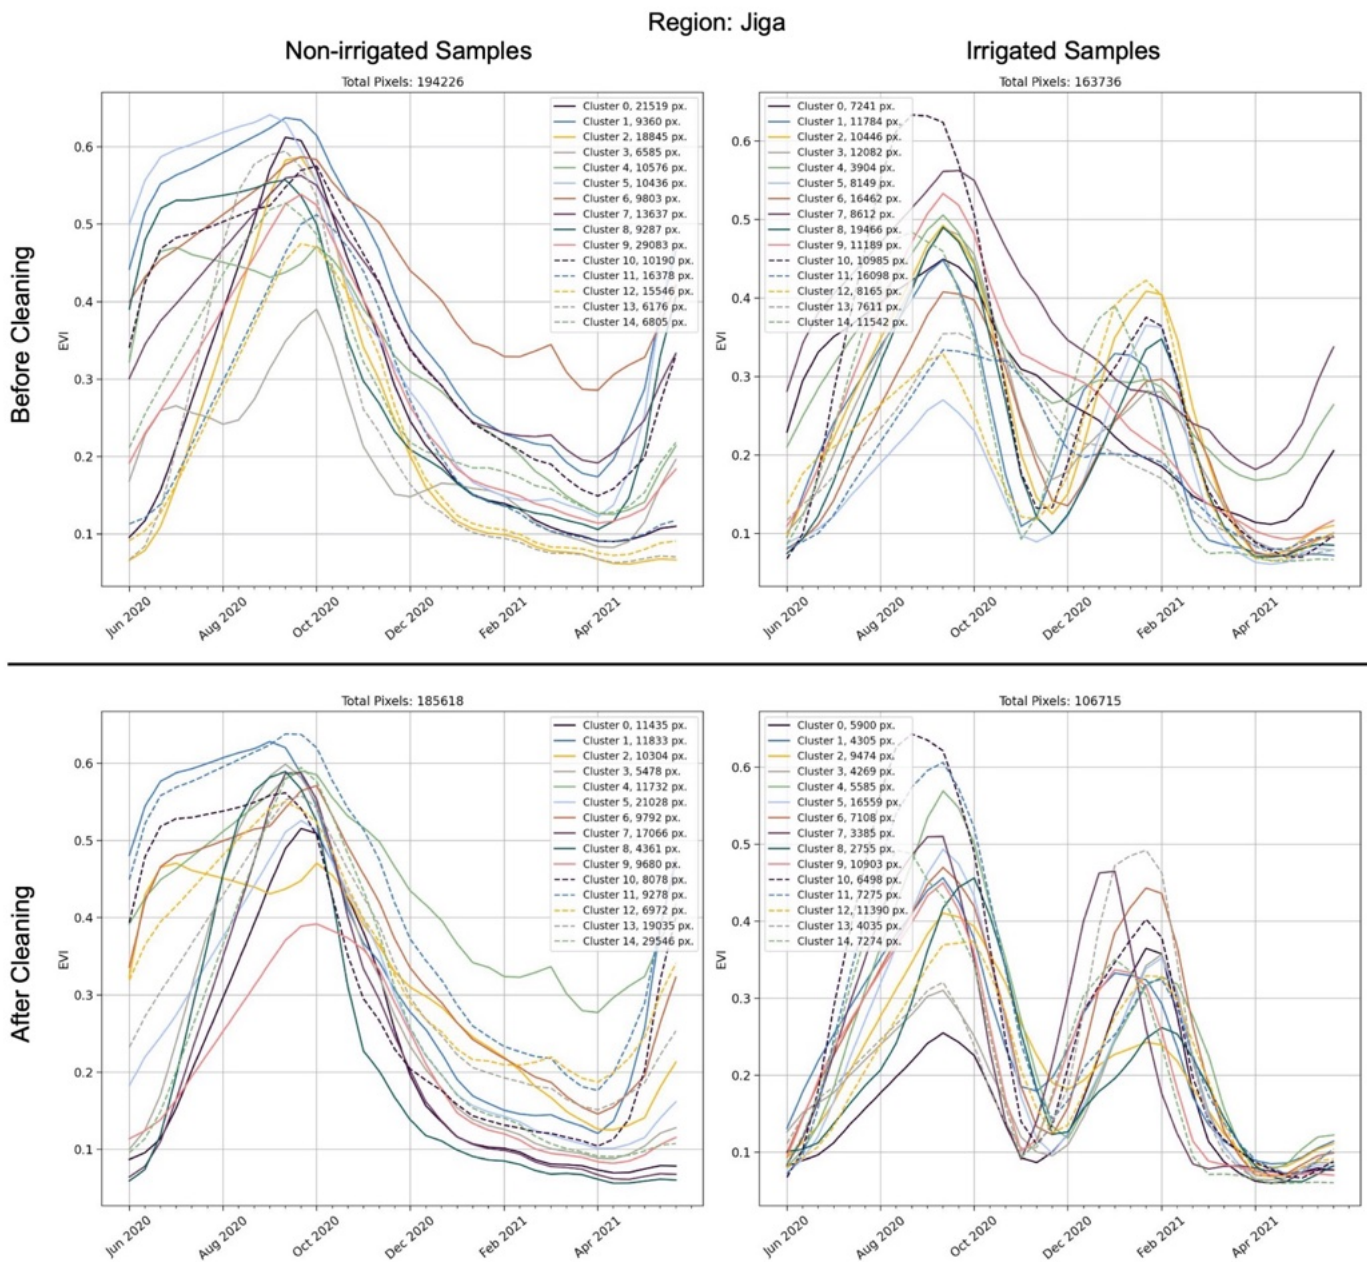 Region: Jiga
Non-irrigated Samples
Irrigated Samples
Before Cleaning
Total Pixels: 194226
EVI
0.6
0.5
0.4
0.3
0.2
0.1
Cluster 0, 21519 px.
Cluster 1, 9360 px.
Cluster 2, 18845 px.
Cluster 3, 6585 px.
Cluster 4, 10576 px.
Cluster 5, 10436 px.
Cluster 6, 9803 px.
Cluster 7, 13637 px.
Cluster 8, 9287 px.
Cluster 9, 29083 px.
Cluster 10, 10190 px.
Cluster 11, 16378 px.
Cluster 12, 15546 px.
Cluster 13, 6176 px.
Cluster 14, 6805 px.
Jun 2020
Aug 2020
Oct 2020
Dec 2020
Feb 2021
Apr 2021
Total Pixels: 163736
EVI
0.6
0.5
0.4
0.3
0.2
0.1
Cluster 0, 7241 px.
Cluster 1, 11784 px.
Cluster 2, 10446 px.
Cluster 3, 12082 px.
Cluster 4, 3904 px.
Cluster 5, 8149 px.
Cluster 6, 16462 px.
Cluster 7, 8612 px.
Cluster 8, 19466 px.
Cluster 9, 11189 px.
Cluster 10, 10985 px.
Cluster 11, 16098 px.
Cluster 12, 8165 px.
Cluster 13, 7611 px.
Cluster 14, 11542 px.
Jun 2020
Aug 2020
Oct 2020
Dec 2020
Feb 2021
Apr 2021
After Cleaning
Total Pixels: 185618
EVI
0.6
0.5
0.4
0.3
0.2
0.1
Cluster 0, 11435 px.
Cluster 1, 11833 px.
Cluster 2, 10304 px.
Cluster 3, 5478 px.
Cluster 4, 11732 px.
Cluster 5, 21028 px.
Cluster 6, 9792 px.
Cluster 7, 17066 px.
Cluster 8, 4361 px.
Cluster 9, 9680 px.
Cluster 10, 8078 px.
Cluster 11, 9278 px.
Cluster 12, 6972 px.
Cluster 13, 19035 px.
Cluster 14, 29546 px.
Jun 2020
Aug 2020
Oct 2020
Dec 2020
Feb 2021
Apr 2021
Total Pixels: 106715
EVI
0.6
0.5
0.4
0.3
0.2
0.1
Cluster 0, 5900 px.
Cluster 1, 4305 px.
Cluster 2, 9474 px.
Cluster 3, 4269 px.
Cluster 4, 5585 px.
Cluster 5, 16559 px.
Cluster 6, 7108 px.
Cluster 7, 3385 px.
Cluster 8, 2755 px.
Cluster 9, 10903 px.
Cluster 10, 6498 px.
Cluster 11, 7275 px.
Cluster 12, 11390 px.
Cluster 13, 4035 px.
Cluster 14, 7274 px.
Jun 2020
Aug 2020
Oct 2020
Dec 2020
Feb 2021
Apr 2021